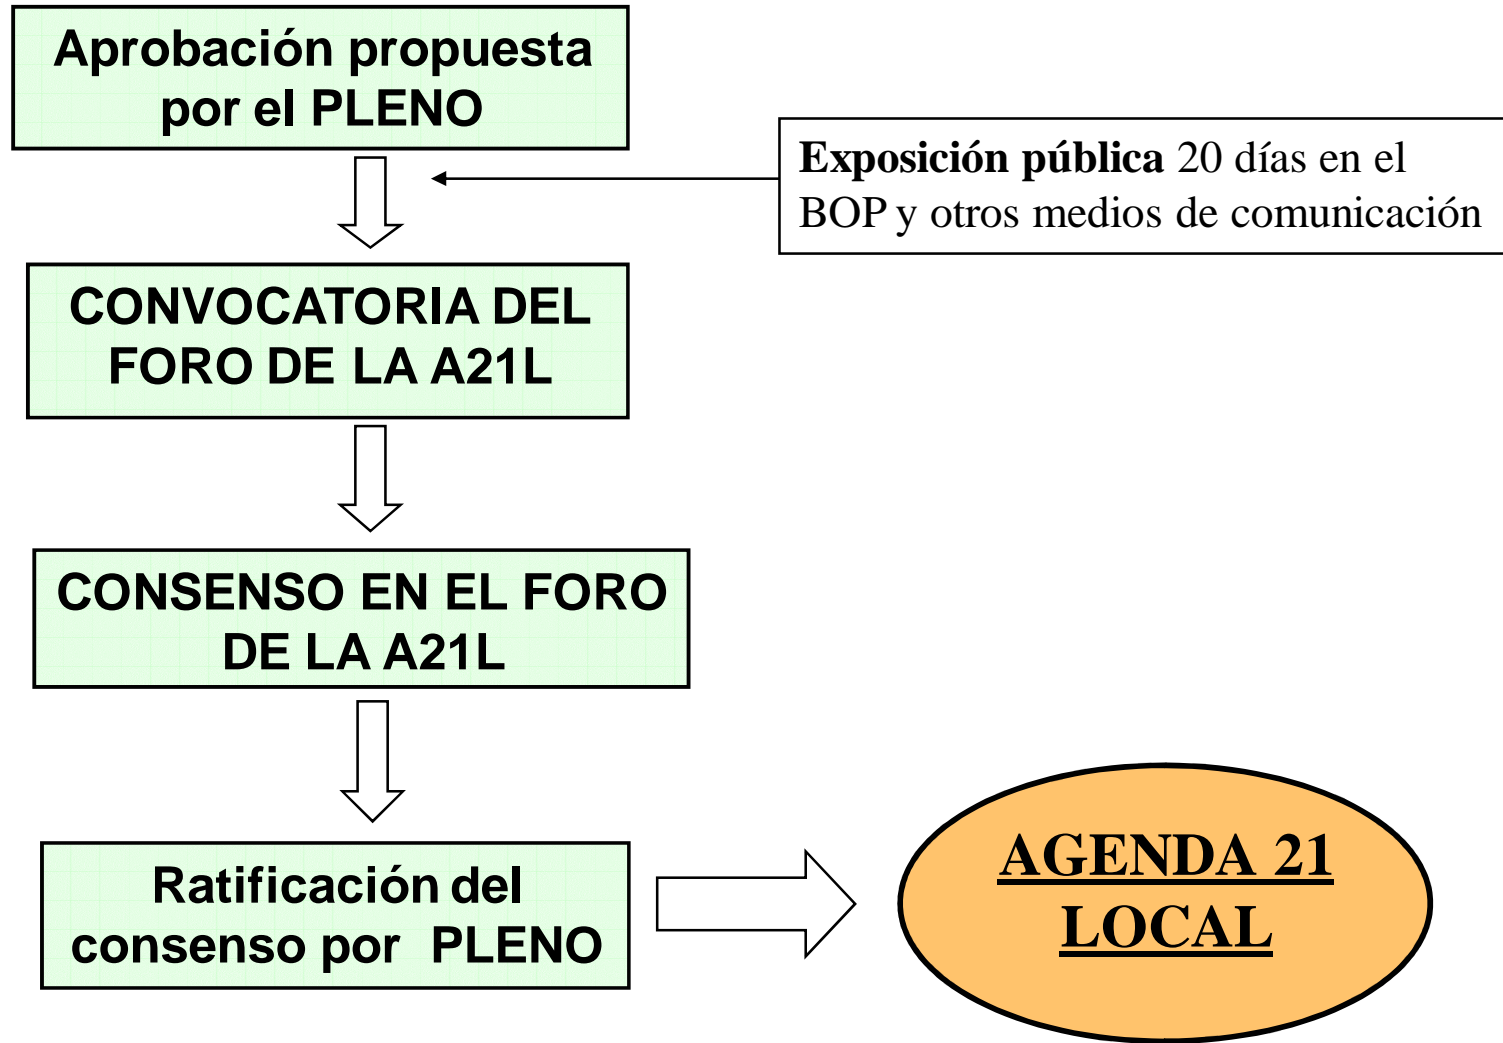 Aprobación propuesta
por el PLENO
Exposición pública 20 días en el
BOP y otros medios de comunicación
CONVOCATORIA DEL
FORO DE LA A21L
CONSENSO EN EL FORO
DE LA A21L
Ratificación del
consenso por PLENO
AGENDA 21
LOCAL